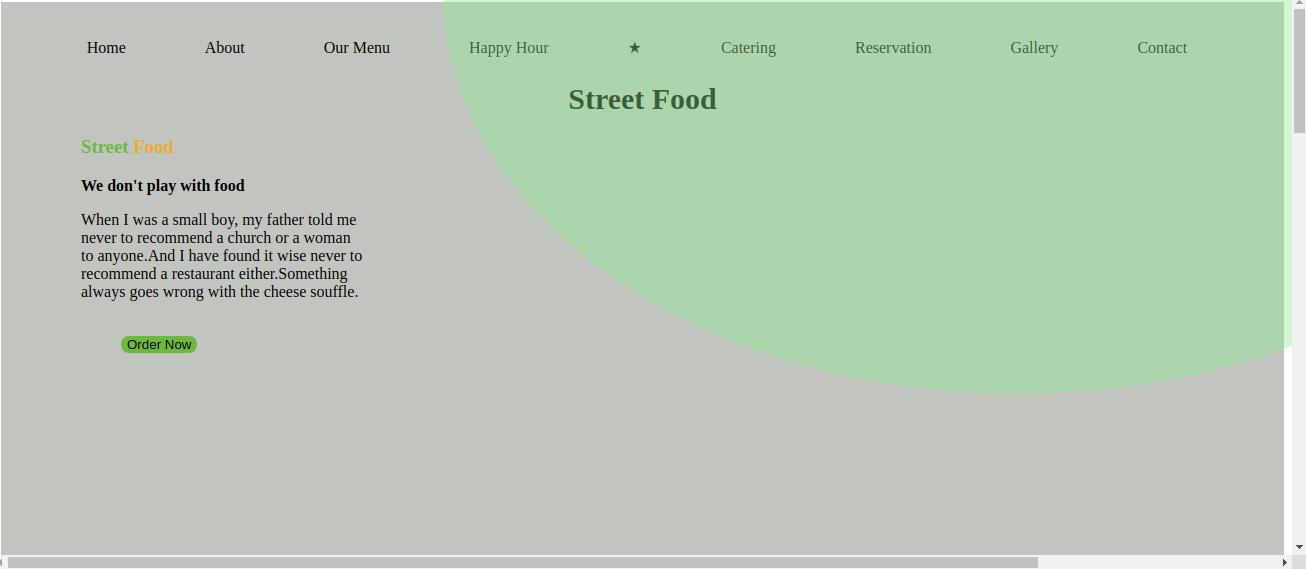 Home About Our Menu Happy Hour ★ Catering Reservation Gallery Contact
Street Food
Street Food
We don't play with food
When I was a small boy, my father told me
never to recommend a church or a woman
to anyone.And I have found it wise never to
recommend a restaurant either.Something
always goes wrong with the cheese souffle.
Order Now